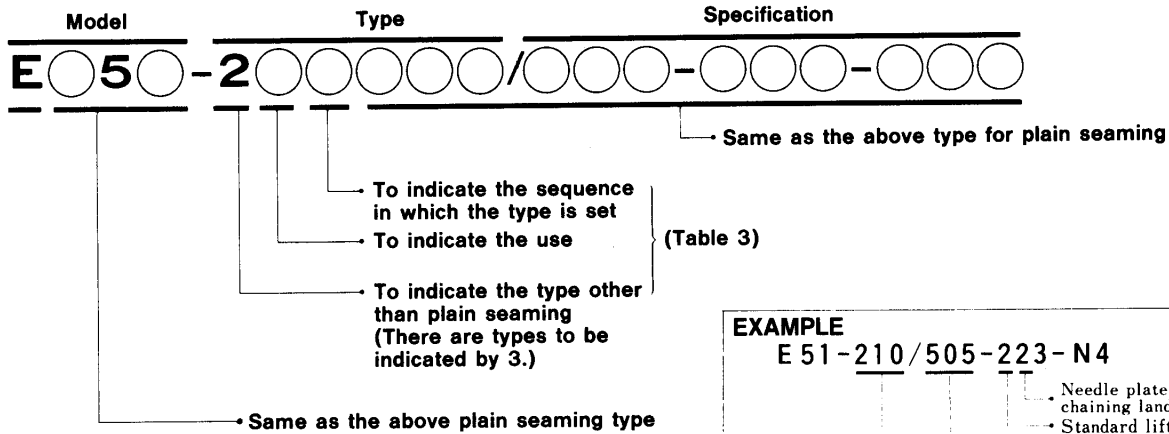 Model Type Specification
E○5○-2○○○○○/○○○-○○○-○○○
Same as the above type for plain seaming
To indicate the sequence
in which the type is set
To indicate the use
(Table 3)
To indicate the type other
than plain seaming
(There are types to be
indicated by 3.)
Same as the above plain seaming type
EXAMPLE
E51-210/505-223-N4
Needle plate
chaining
Standard lift